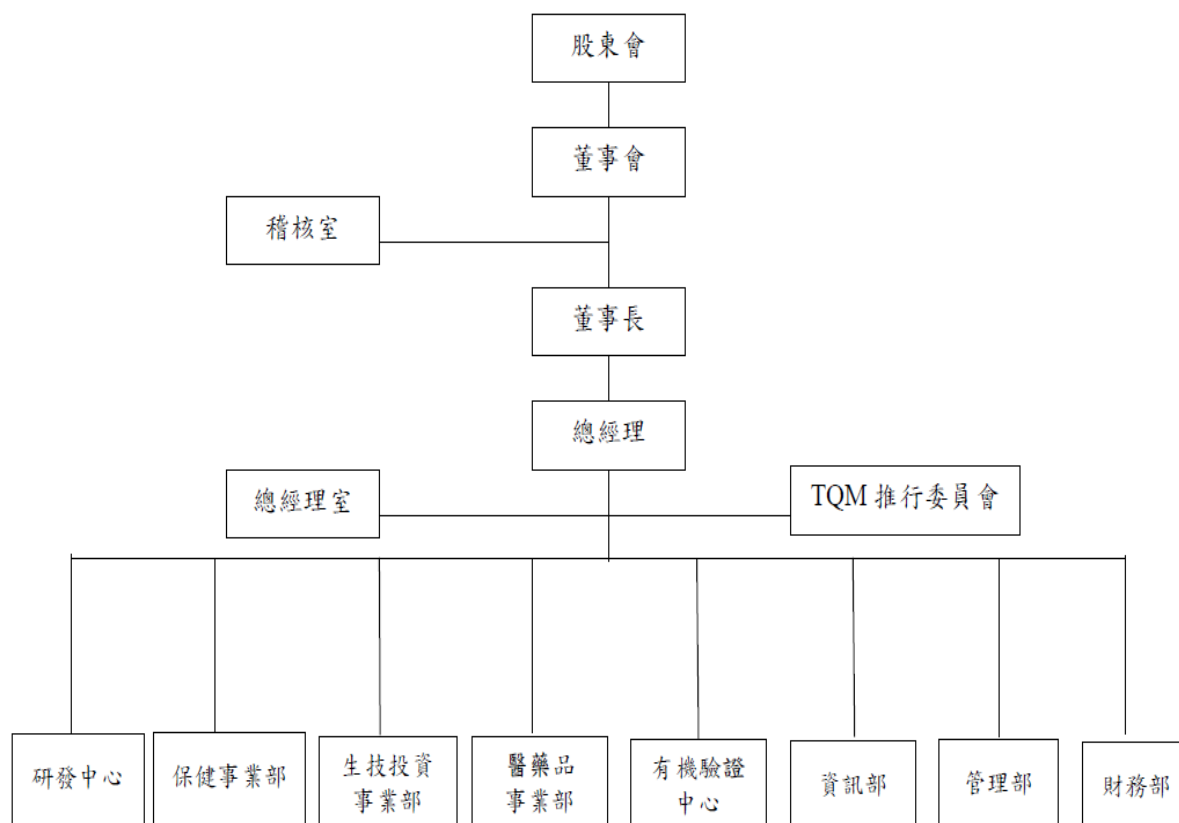 股東會
董事會
稽核室
董事長
總經理
總經理室
TQM 推行委員會
研發中心
保健事業部
生技投資
事業部
醫藥品
事業部
有機驗證
中心
資訊部
管理部
財務部